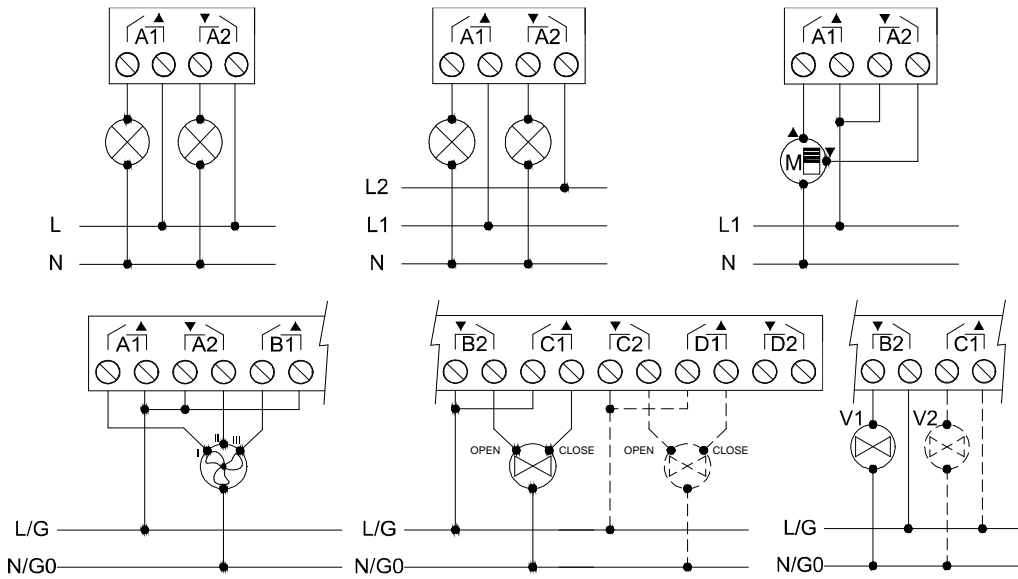 A1 A2
L
N
A1 A2
L2
L1
N
A1 A2
M
L1
N
A1 A2 B1
I II III
L/G
N/G0
B2 C1 C2 D1 D2
OPEN CLOSE OPEN CLOSE
L/G
N/G0
B2 C1
V1 V2
L/G
N/G0